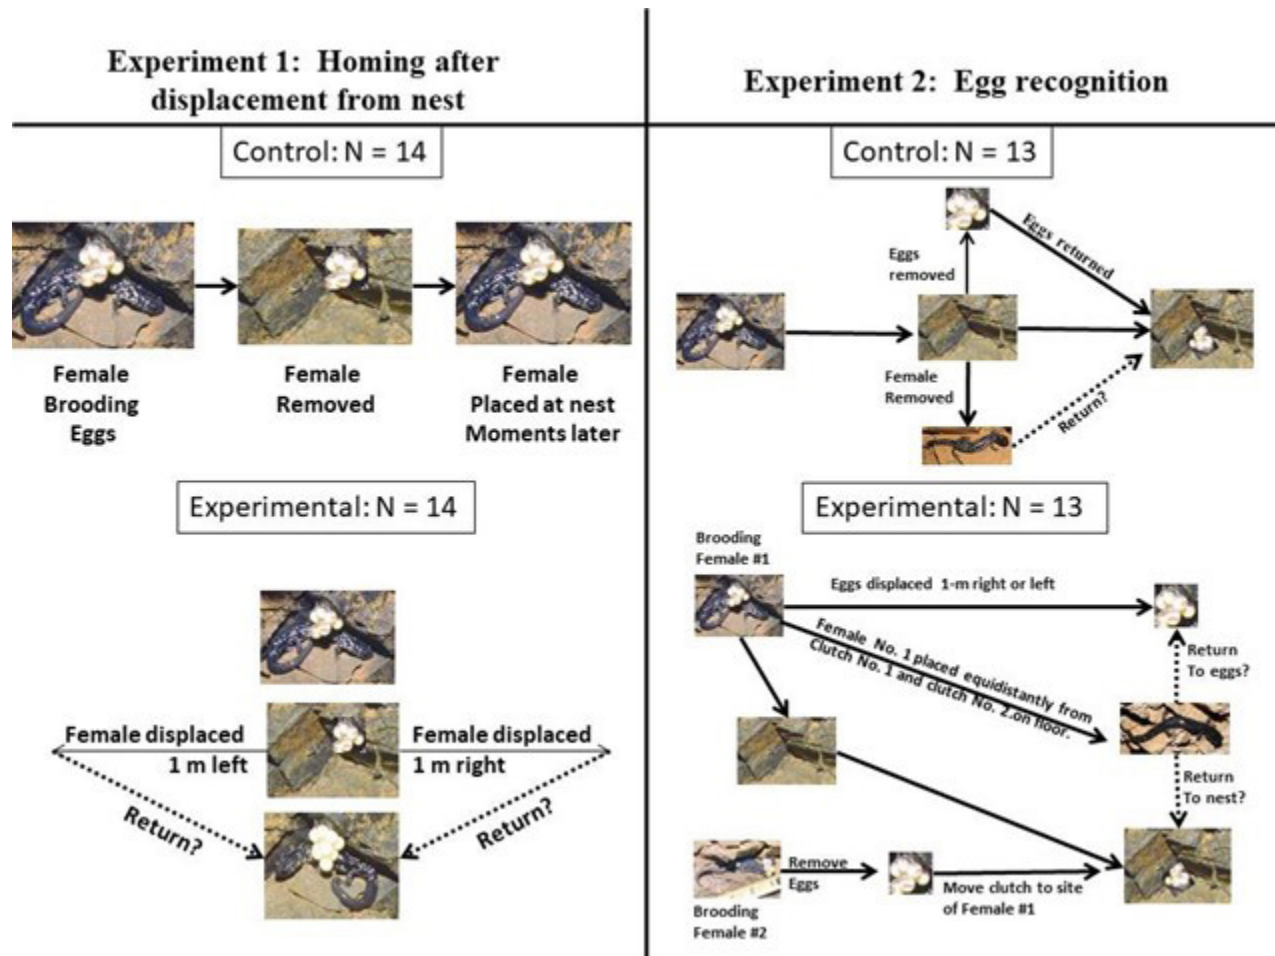 Experiment 1:  Homing after
displacement from nest
Control: N = 14
Female
Brooding
Eggs
Female
Removed
Female
Placed at nest
Moments later
Experimental: N = 14
Female displaced
1 m left
Female displaced
1 m right
Return?
Return?
Experiment 2:  Egg recognition
Control: N = 13
Eggs
removed
Eggs returned
Female
Removed
Return?
Experimental: N = 13
Brooding
Female #1
Eggs displaced  1-m right or left
Female  No. 1 placed equidistantly from
Clutch No. 1 and clutch No. 2.on floor.
Return
To eggs?
Return
To nest?
Remove
Eggs
Move clutch to site
of Female #1
Brooding
Female #2